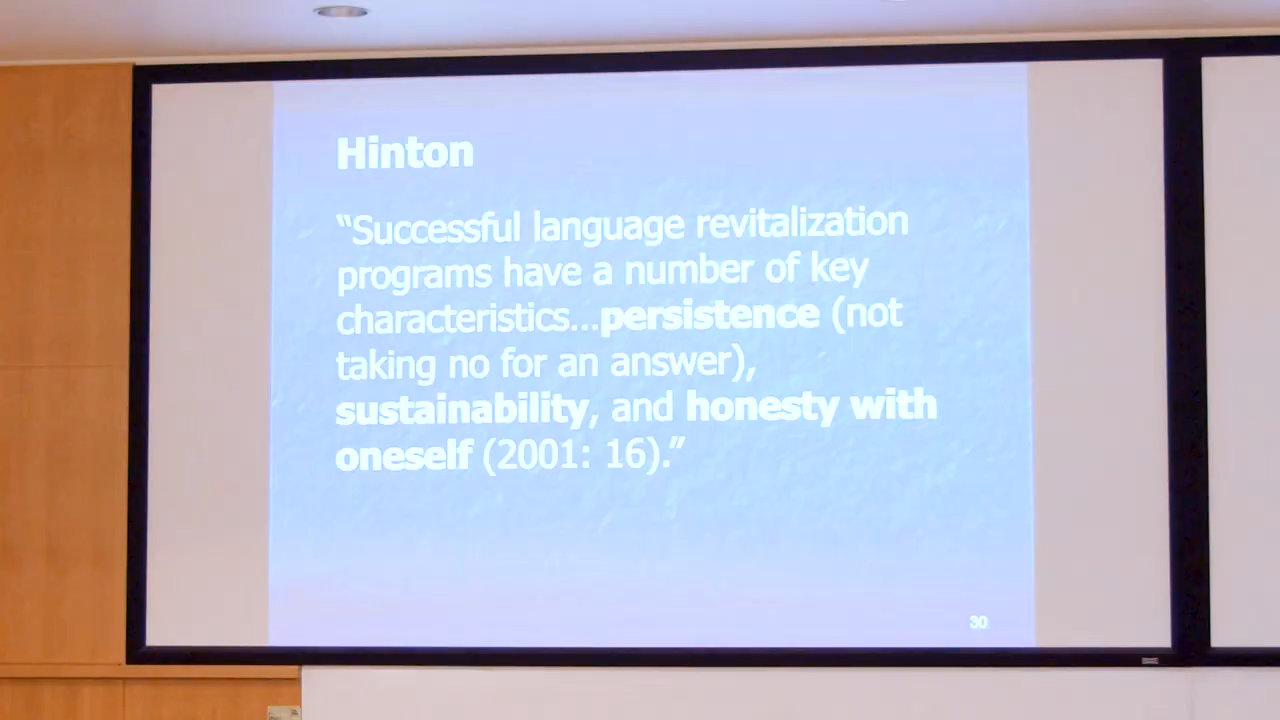 Hinton
“Successful language revitalization
programs have a number of key
characteristics...persistence (not
taking no for an answer),
sustainability, and honesty with
oneself (2001: 16).”
30